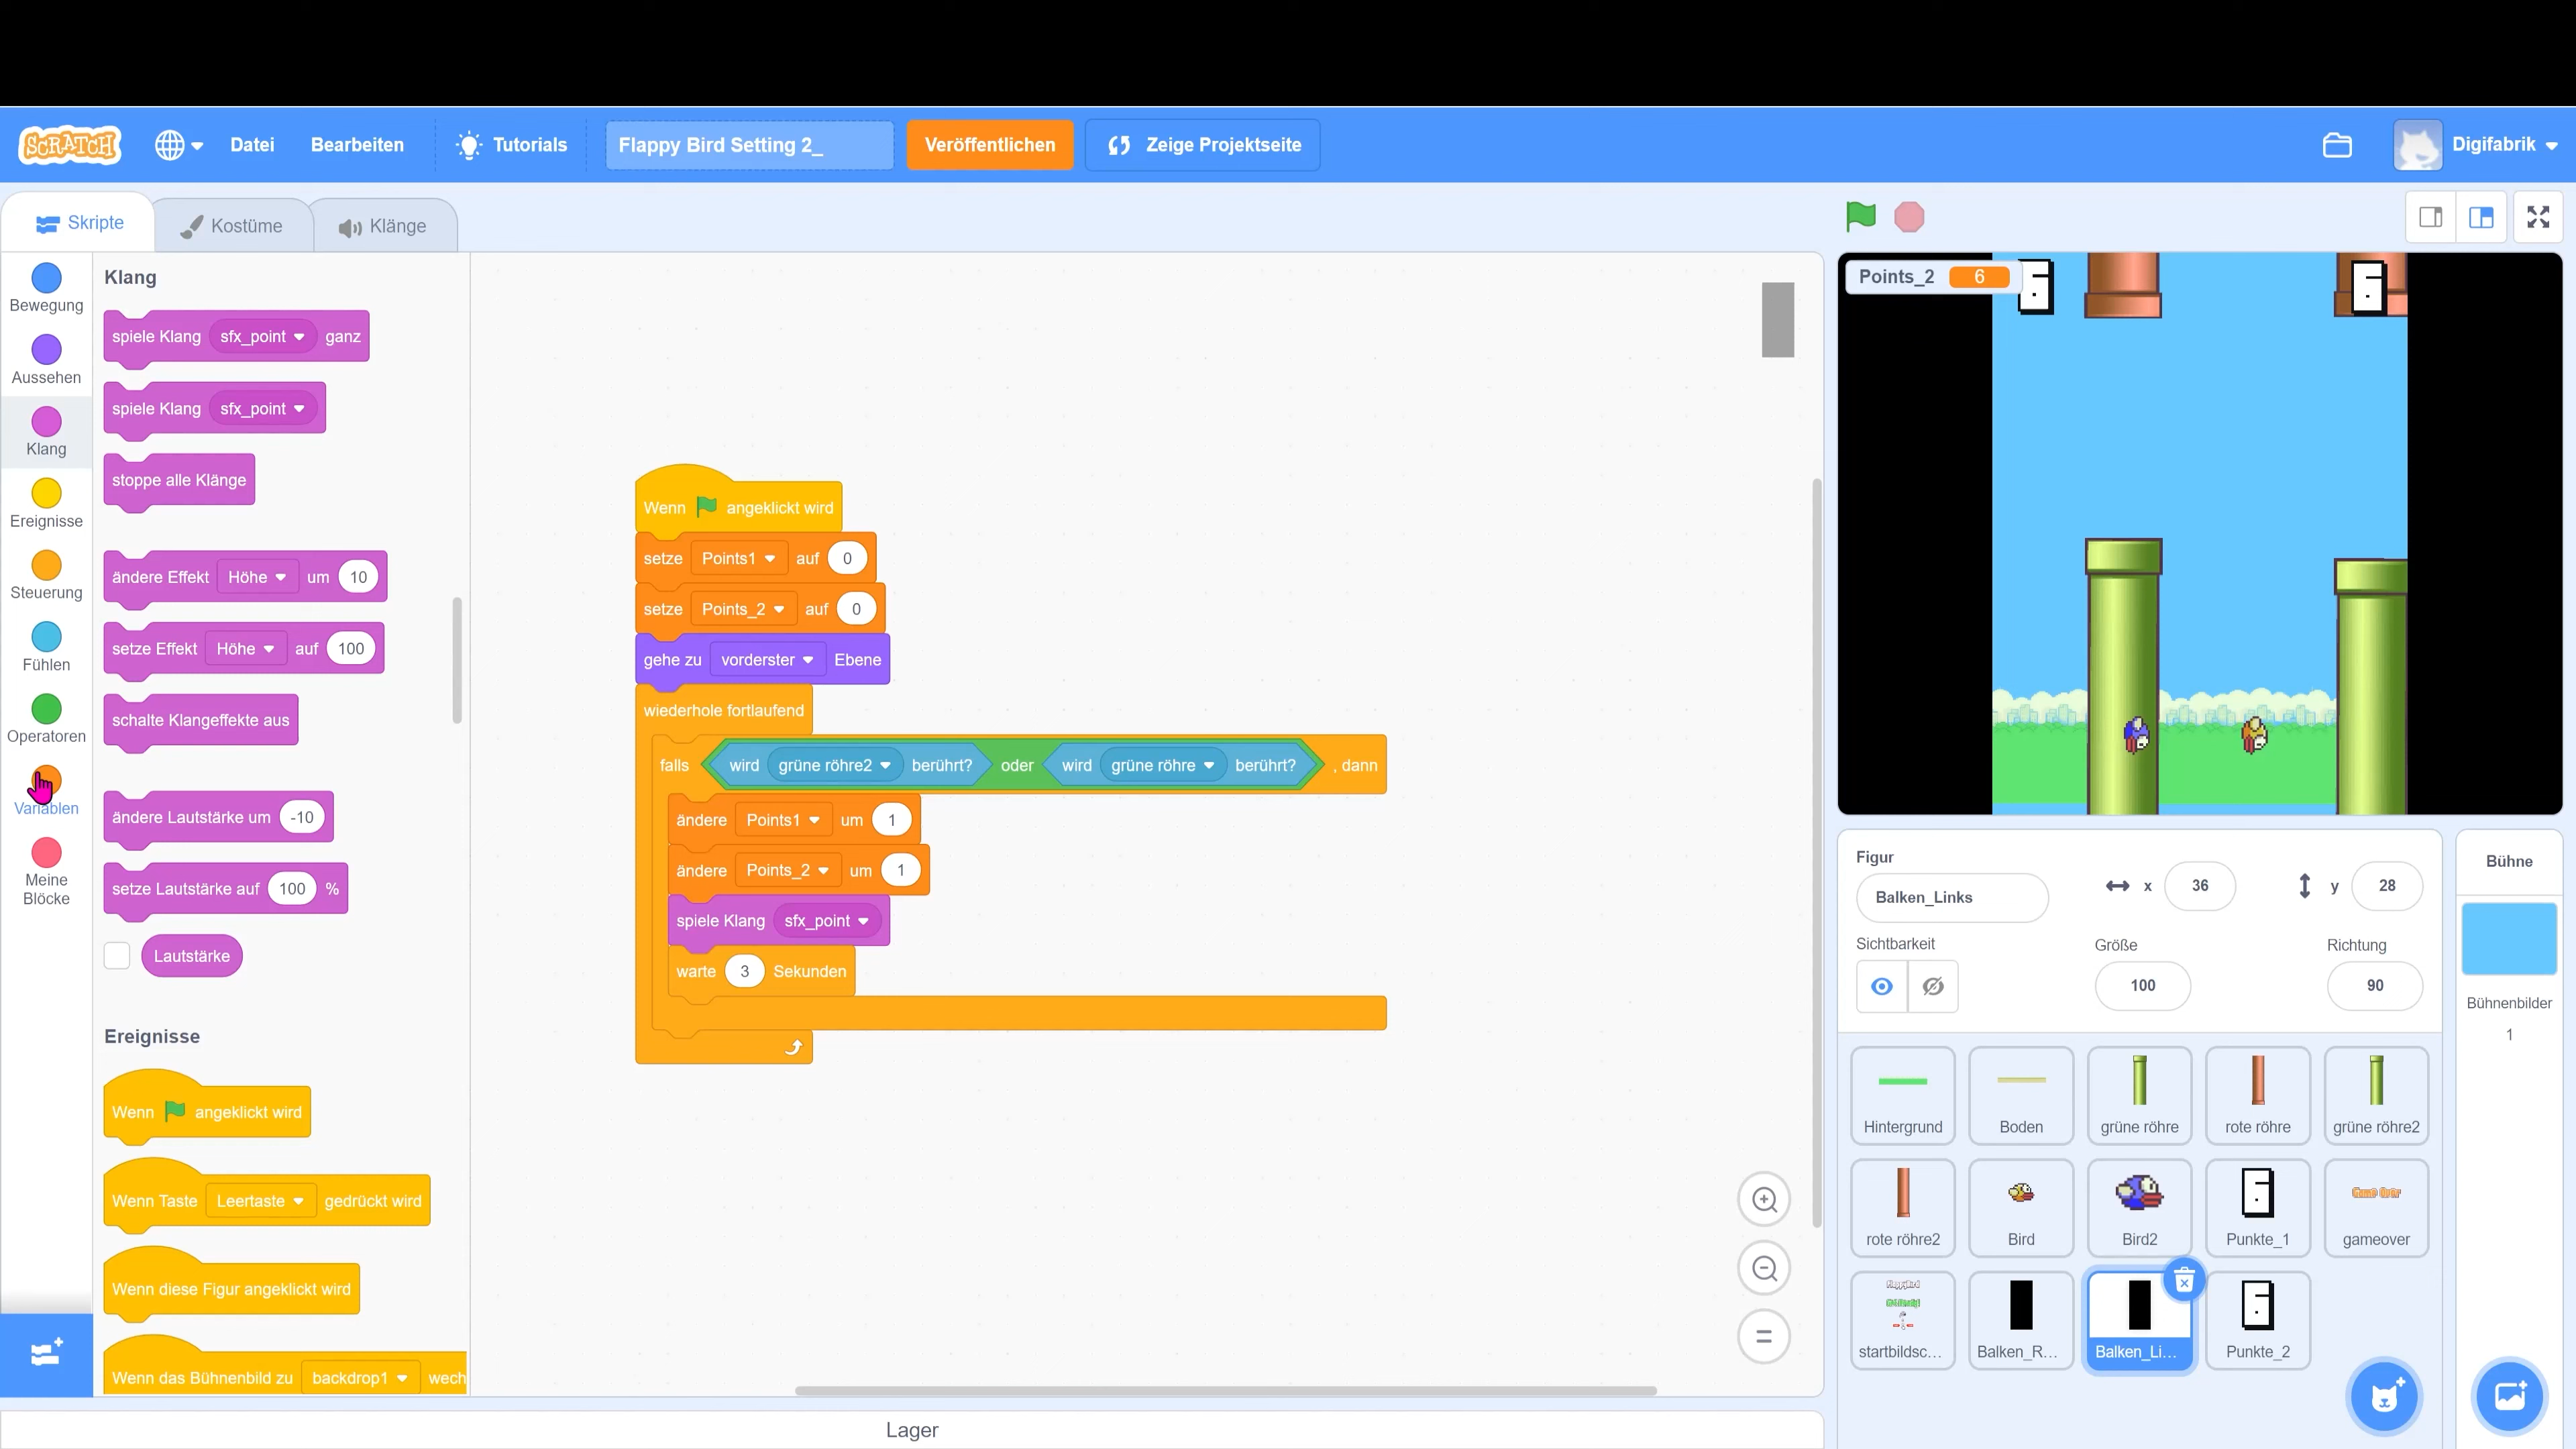 SCRATCH
Datei
Bearbeiten
Tutorials
Flappy Bird Setting 2_
Veröffentlichen
Zeige Projektseite
Digifabrik
Skripte
Kostüme
Klänge
Bewegung
Aussehen
Klang
Ereignisse
Steuerung
Fühlen
Operatoren
Variablen
Meine
Blöcke
Klang
spiele Klang sfx_point ganz
spiele Klang sfx_point
stoppe alle Klänge
ändere Effekt Höhe um 10
setze Effekt Höhe auf 100
schalte Klangeffekte aus
ändere Lautstärke um -10
setze Lautstärke auf 100 %
Lautstärke
Ereignisse
Wenn angeklickt wird
Wenn Taste Leertaste gedrückt wird
Wenn diese Figur angeklickt wird
Wenn das Bühnenbild zu backdrop1 wech
Wenn angeklickt wird
setze Points1 auf 0
setze Points_2 auf 0
gehe zu vorderster Ebene
wiederhole fortlaufend
falls wird grüne röhre2 berührt? oder wird grüne röhre berührt? , dann
ändere Points1 um 1
ändere Points_2 um 1
spiele Klang sfx_point
warte 3 Sekunden
Lager
Points_2 6
Figur
Balken_Links
x 36
y 28
Sichtbarkeit
Größe
100
Richtung
90
Bühne
Bühnenbilder
1
Hintergrund
Boden
grüne röhre
rote röhre
grüne röhre2
rote röhre2
Bird
Bird2
Punkte_1
Game Over
gameover
startbildsc...
Balken_R...
Balken_Li...
Punkte_2